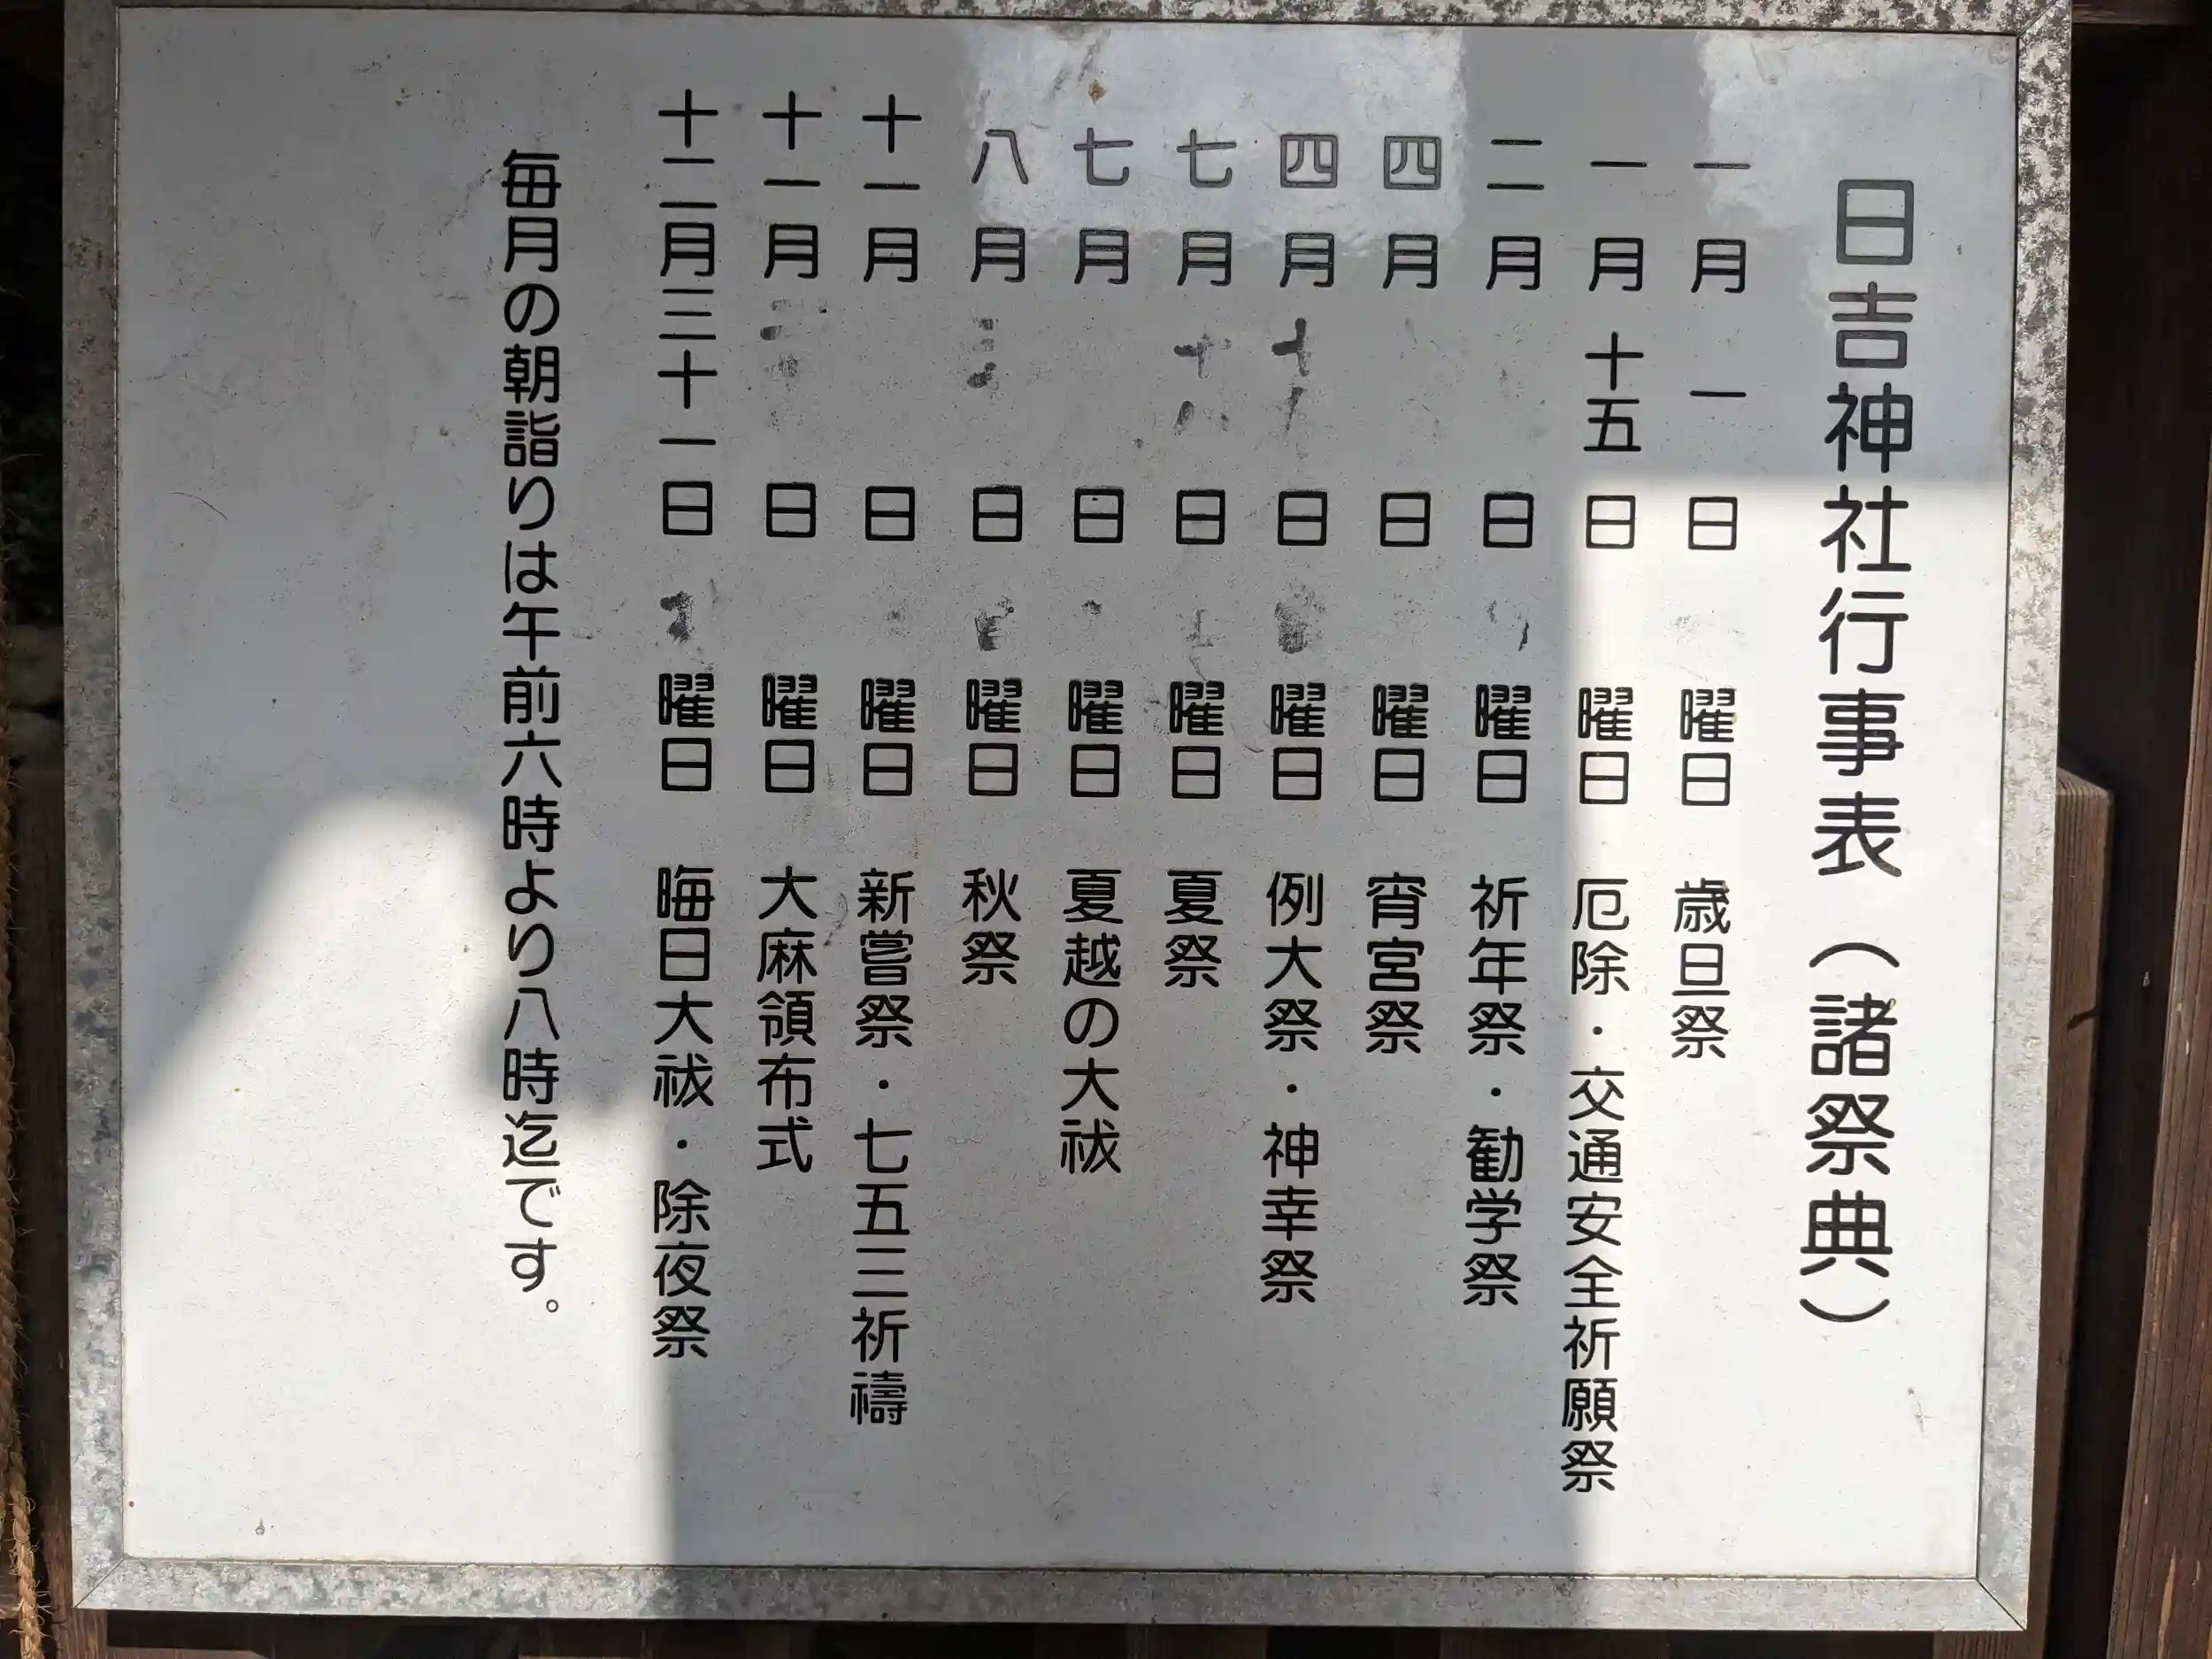 日吉神社行事表（諸祭典）
一月 一 日 曜日 歳旦祭
一月 十五 日 曜日 厄除・交通安全祈願祭
二月 日 曜日 祈年祭・勧学祭
四月 日 曜日 宵宮祭
四月 日 曜日 例大祭・神幸祭
七月 日 曜日 夏祭
七月 日 曜日 夏越の大祓
八月 日 曜日 秋祭
十一月 日 曜日 新嘗祭・七五三祈禱
十一月 日 曜日 大麻領布式
十二月三十一日 曜日 晦日大祓・除夜祭
毎月の朝詣りは午前六時より八時迄です。